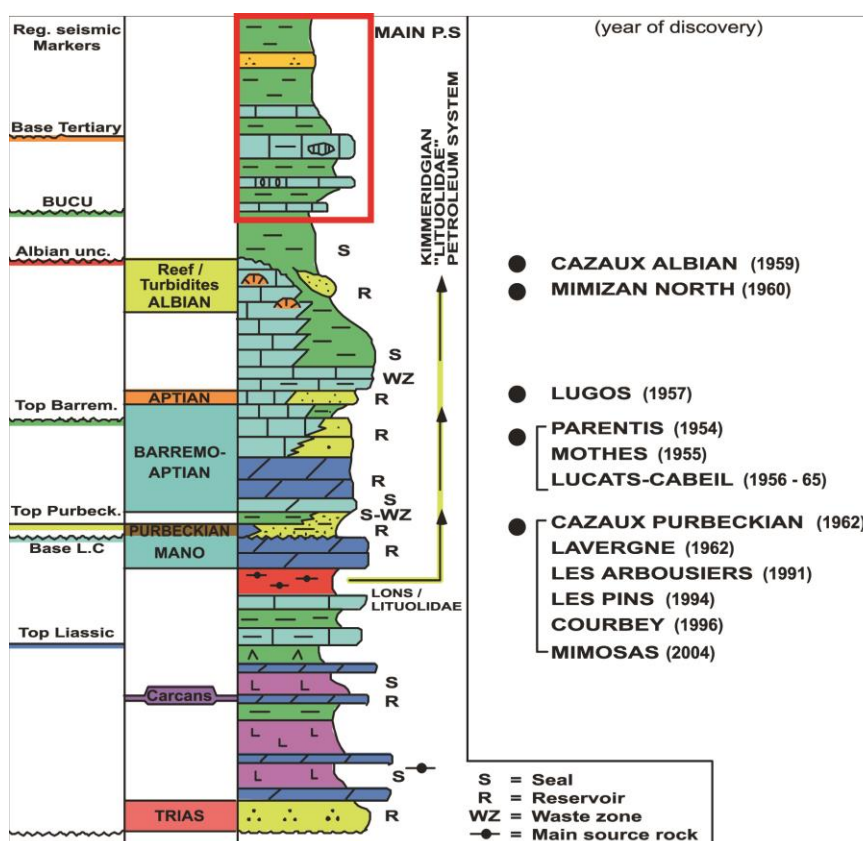 Reg. seismic
Markers
MAIN P.S
(year of discovery)
Base Tertiary
BUCU
Albian unc.
Top Barrem.
Top Purbeck.
Base L.C
Top Liassic
Reef /
Turbidites
ALBIAN
APTIAN
BARREMO-
APTIAN
PURBECKIAN
MANO
Carcans
TRIAS
S
R
S
WZ
R
R
R
S
S-WZ
R
R
LONS /
LITUOLIDAE
S
R
S
R
KIMMERIDGIAN
"LITUOLIDAE"
PETROLEUM SYSTEM
CAZAUX ALBIAN (1959)
MIMIZAN NORTH (1960)
LUGOS (1957)
PARENTIS (1954)
MOTHES (1955)
LUCATS-CABEIL (1956 - 65)
CAZAUX PURBECKIAN (1962)
LAVERGNE (1962)
LES ARBOUSIERS (1991)
LES PINS (1994)
COURBEY (1996)
MIMOSAS (2004)
S = Seal
R = Reservoir
WZ = Waste zone
= Main source rock